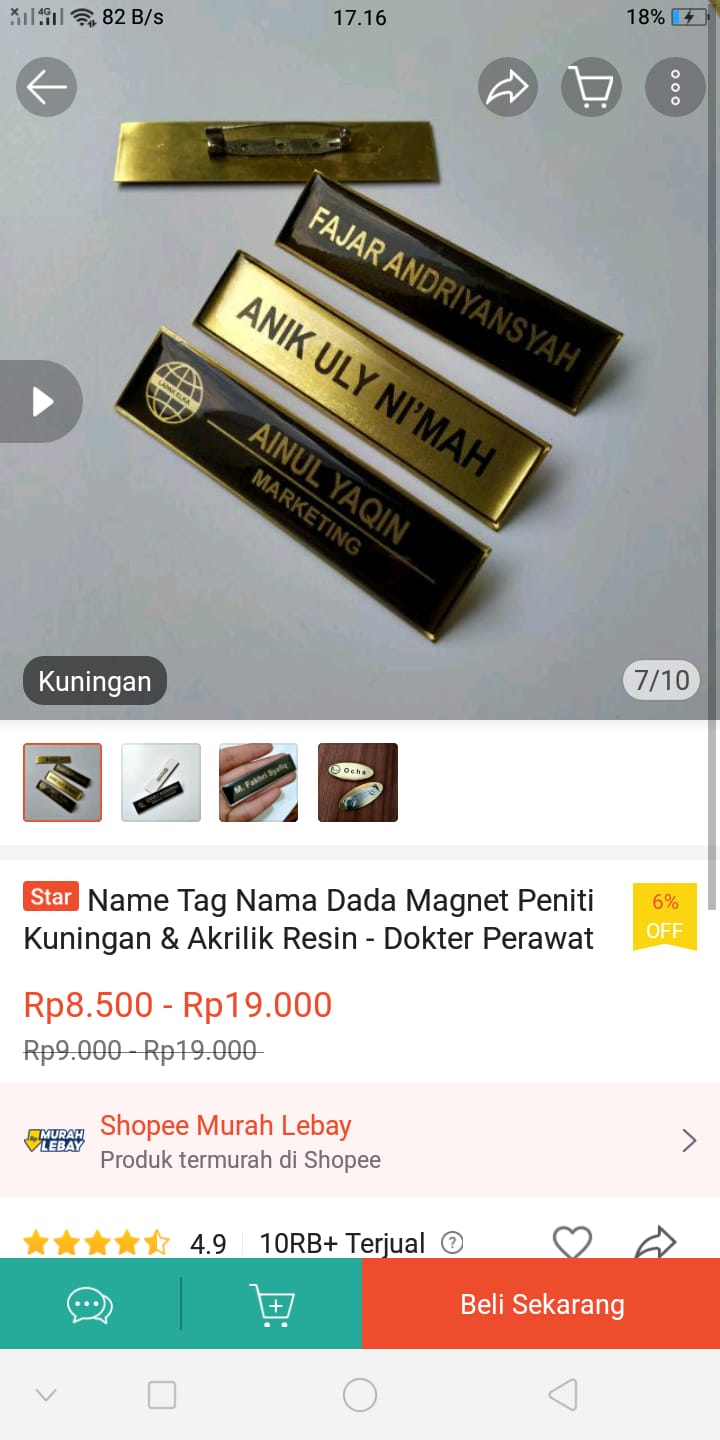 4G 82 B/s 17.16 18%
FAJAR ANDRIYANSYAH
ANIK ULY NI'MAH
AINUL YAQIN
MARKETING
Kuningan
7/10
M. Fakhri Syafiq
Ocha
Star Name Tag Nama Dada Magnet Peniti
Kuningan & Akrilik Resin - Dokter Perawat
6%
OFF
Rp8.500 - Rp19.000
Rp9.000 - Rp19.000
MURAH
LEBAY
Shopee Murah Lebay
Produk termurah di Shopee
4.9 10RB+ Terjual
Beli Sekarang